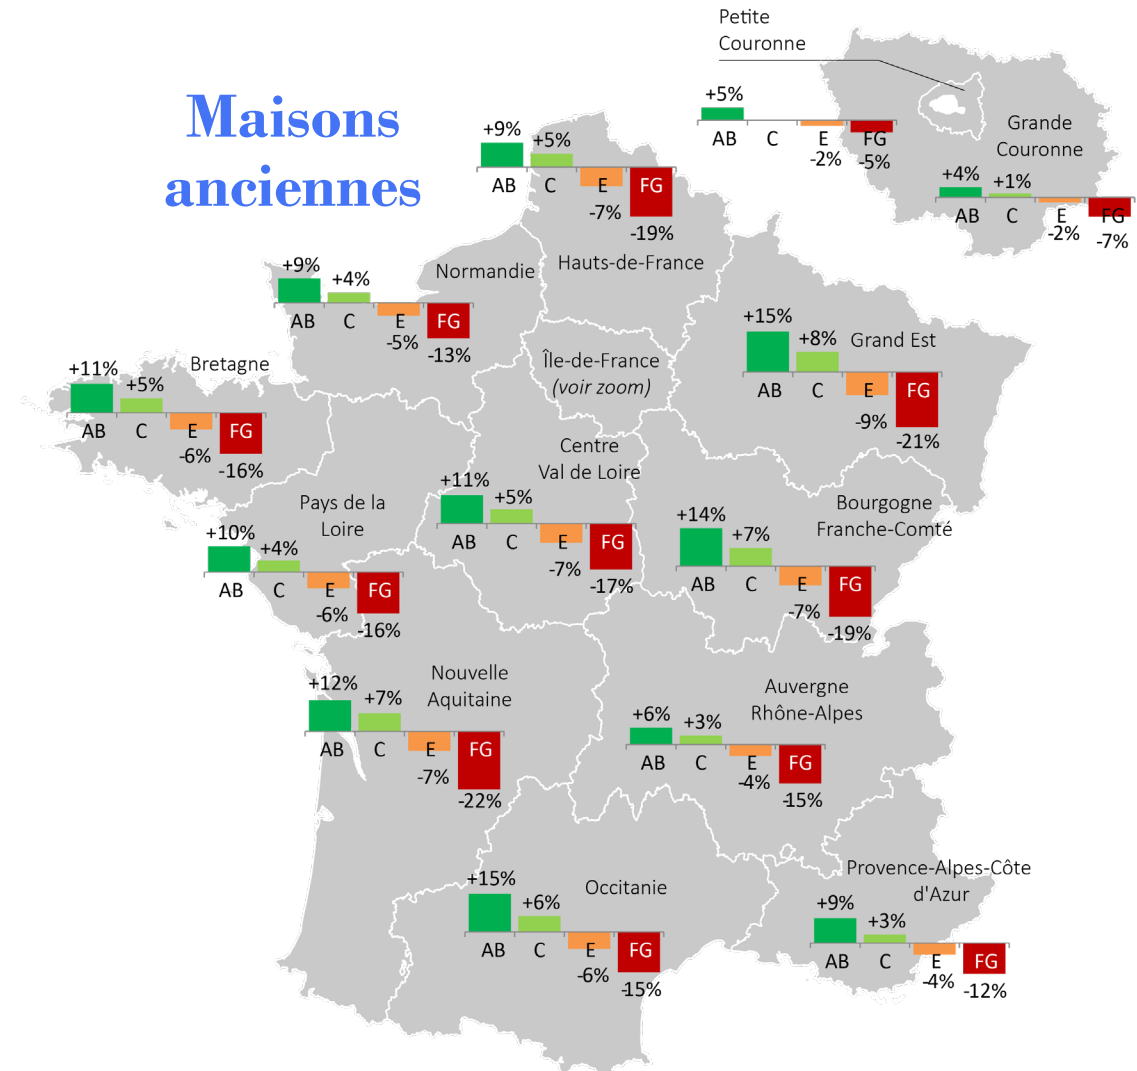 Maisons
anciennes
Petite
Couronne
+5%
AB C E FG
-2% -5%
Grande
Couronne
+4% +1%
AB C E FG
-2% -7%
+9% +5%
AB C E FG
-7% -19%
Hauts-de-France
Normandie
+9% +4%
AB C E FG
-5% -13%
Bretagne
+11% +5%
AB C E FG
-6% -16%
Île-de-France
(voir zoom)
Grand Est
+15% +8%
AB C E FG
-9% -21%
Centre
Val de Loire
+11% +5%
AB C E FG
-7% -17%
Pays de la
Loire
+10% +4%
AB C E FG
-6% -16%
Bourgogne
Franche-Comté
+14% +7%
AB C E FG
-7% -19%
Nouvelle
Aquitaine
+12% +7%
AB C E FG
-7% -22%
Auvergne
Rhône-Alpes
+6% +3%
AB C E FG
-4% -15%
Occitanie
+15% +6%
AB C E FG
-6% -15%
Provence-Alpes-Côte
d'Azur
+9% +3%
AB C E FG
-4% -12%